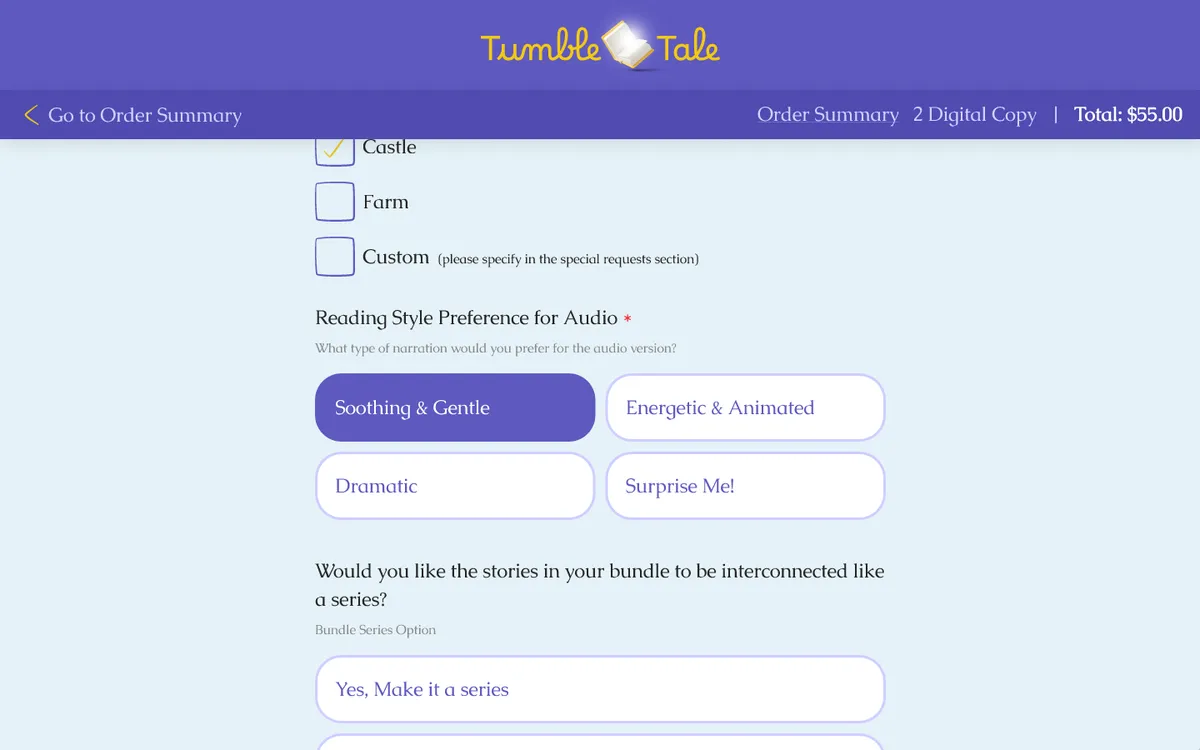 Tumble Tale
Go to Order Summary
Order Summary 2 Digital Copy | Total: $55.00
Castle
Farm
Custom (please specify in the special requests section)
Reading Style Preference for Audio *
What type of narration would you prefer for the audio version?
Soothing & Gentle
Energetic & Animated
Dramatic
Surprise Me!
Would you like the stories in your bundle to be interconnected like
a series?
Bundle Series Option
Yes, Make it a series